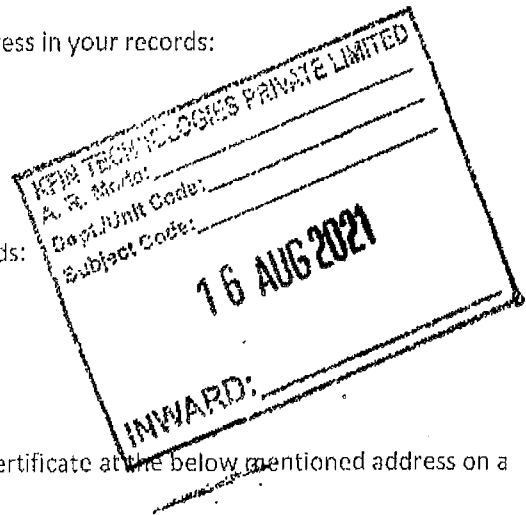 ress in your records:
KFIN TECHNOLOGIES PRIVATE LIMITED
A. R. No/to:
Dept./Unit Code:
Subject Code:
ds:
16 AUG 2021
INWARD:
ertificate at the below mentioned address on a